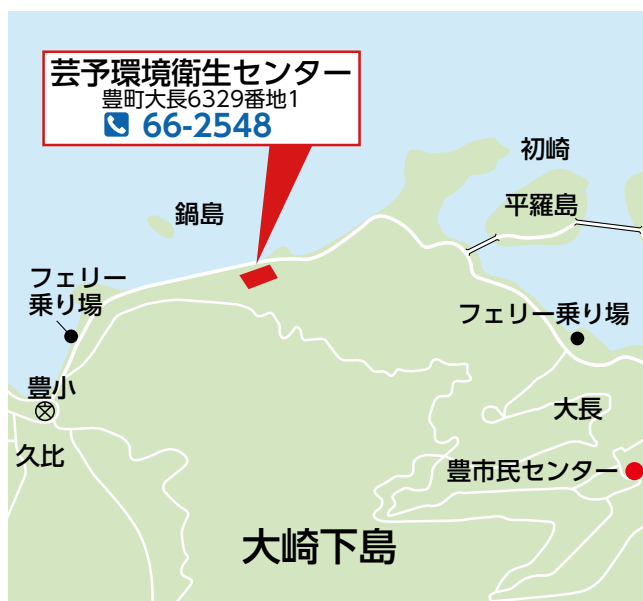 芸予環境衛生センター
豊町大長6329番地1
66-2548
初崎
平羅島
鍋島
フェリー
乗り場
フェリー乗り場
豊小
大長
久比
豊市民センター
大崎下島